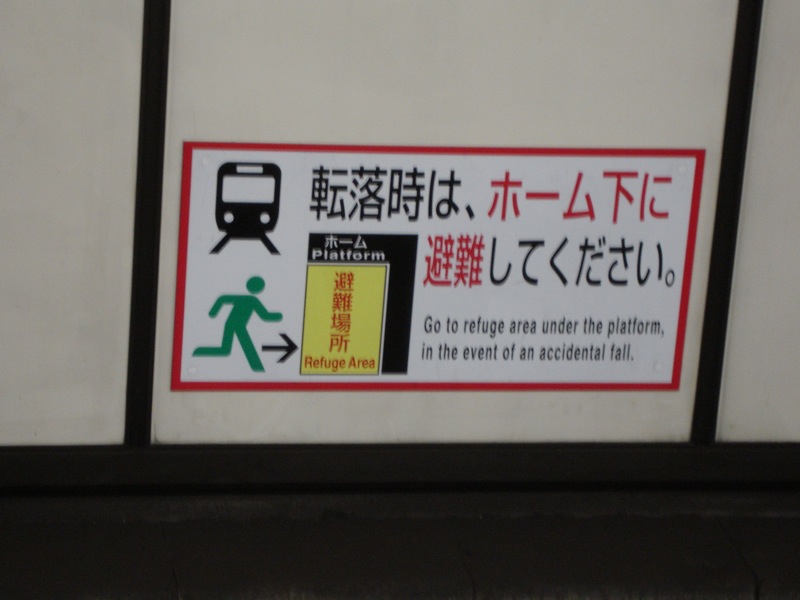 転落時は、ホーム下に
避難してください。
Go to refuge area under the platform,
in the event of an accidental fall.
ホーム
Platform
避難場所
Refuge Area